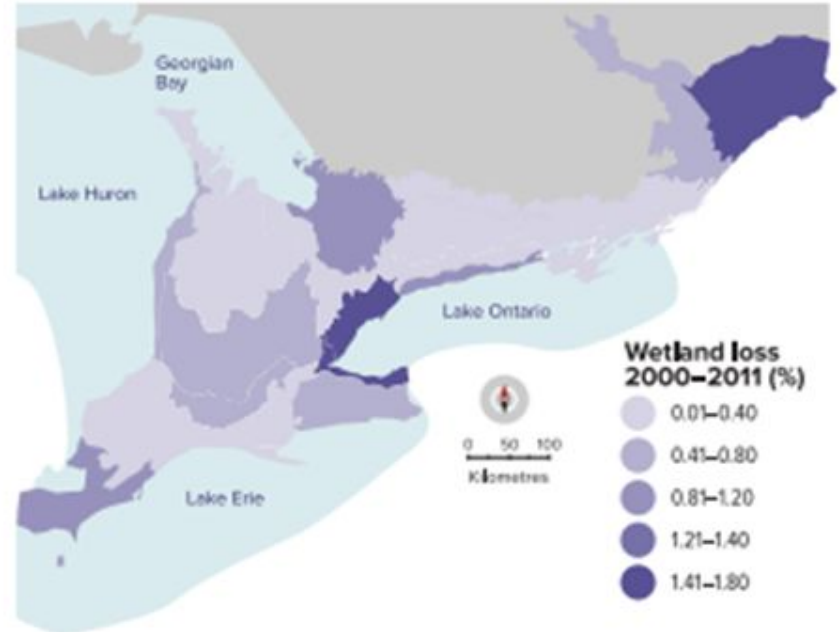 Georgian
Bay
Lake Huron
Lake Ontario
Lake Erie
Wetland loss
2000–2011 (%)
0.01–0.40
0.41–0.80
0.81–1.20
1.21–1.40
1.41–1.80
0 50 100
Kilometres